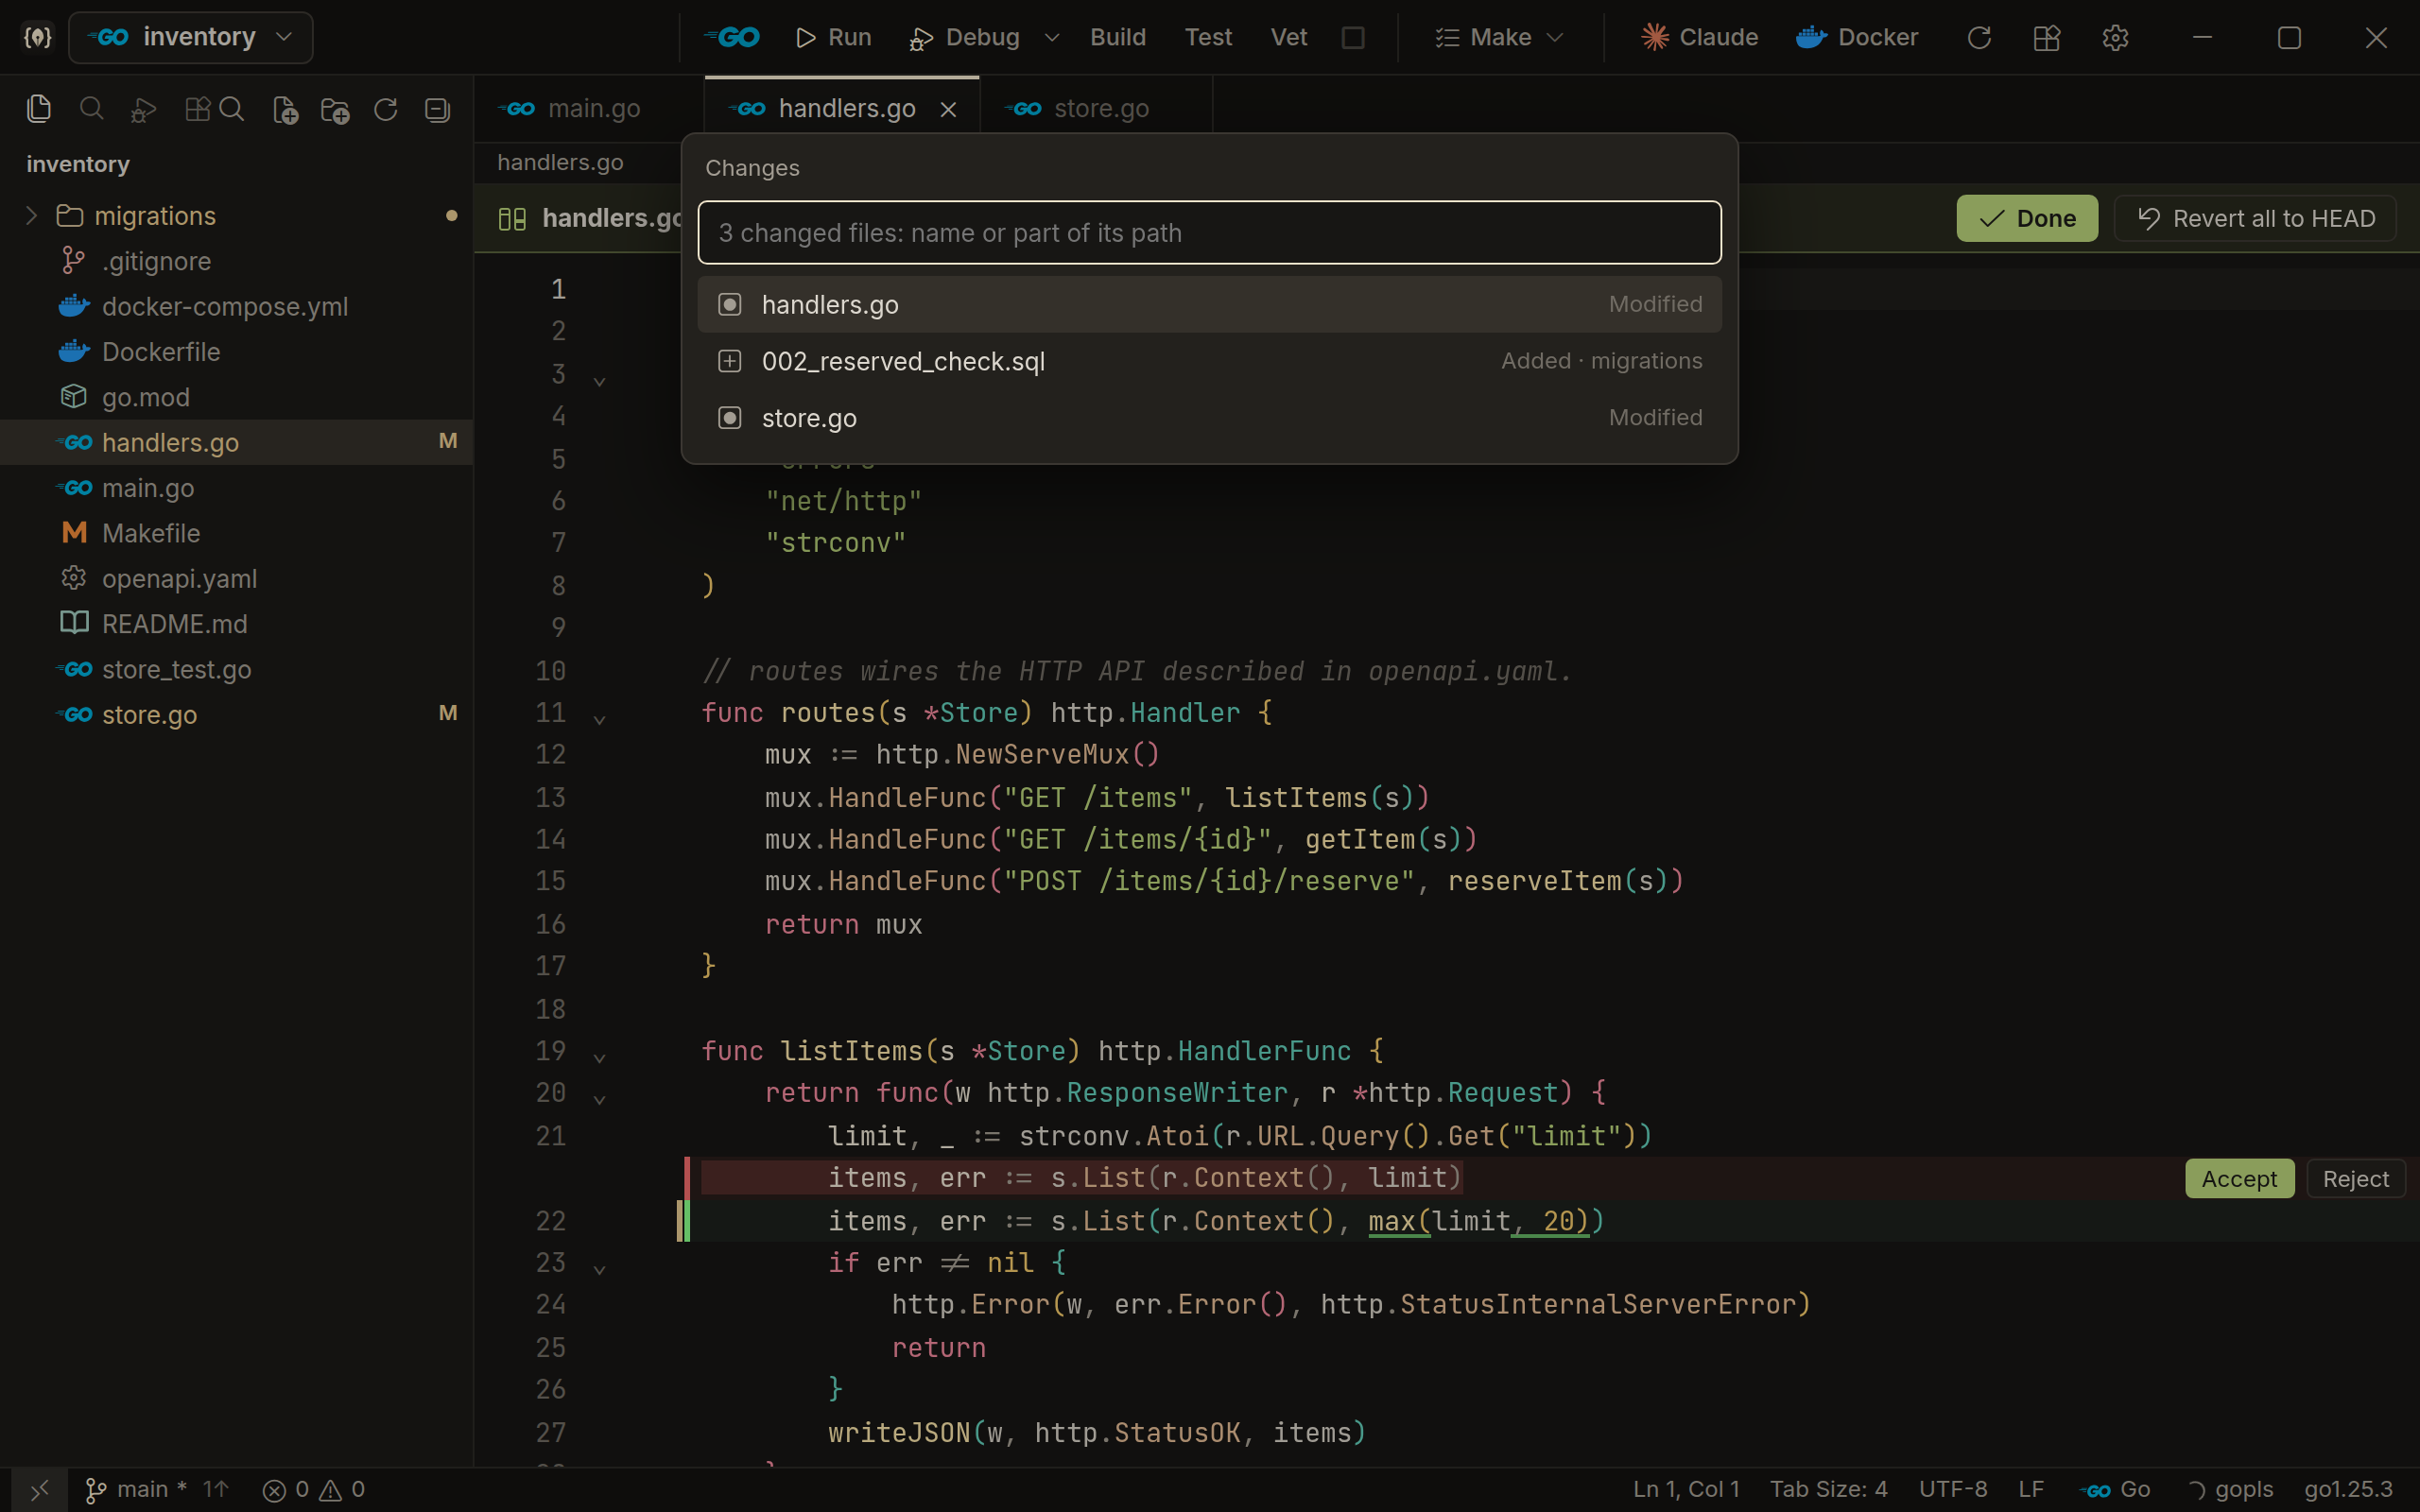 inventory
GO Run Debug Build Test Vet Make Claude Docker
main.go handlers.go store.go
inventory
migrations
.gitignore
docker-compose.yml
Dockerfile
go.mod
handlers.go M
main.go
Makefile
openapi.yaml
README.md
store_test.go
store.go M
handlers.go
handlers.go
Done Revert all to HEAD
Changes
3 changed files: name or part of its path
handlers.go Modified
002_reserved_check.sql Added · migrations
store.go Modified
1
2
3
4
5
6 "net/http"
7 "strconv"
8 )
9
10 // routes wires the HTTP API described in openapi.yaml.
11 func routes(s *Store) http.Handler {
12 mux := http.NewServeMux()
13 mux.HandleFunc("GET /items", listItems(s))
14 mux.HandleFunc("GET /items/{id}", getItem(s))
15 mux.HandleFunc("POST /items/{id}/reserve", reserveItem(s))
16 return mux
17 }
18
19 func listItems(s *Store) http.HandlerFunc {
20 return func(w http.ResponseWriter, r *http.Request) {
21 limit, _ := strconv.Atoi(r.URL.Query().Get("limit"))
items, err := s.List(r.Context(), limit)
Accept Reject
22 items, err := s.List(r.Context(), max(limit, 20))
23 if err != nil {
24 http.Error(w, err.Error(), http.StatusInternalServerError)
25 return
26 }
27 writeJSON(w, http.StatusOK, items)
main * 1↑ 0 0
Ln 1, Col 1 Tab Size: 4 UTF-8 LF Go gopls go1.25.3